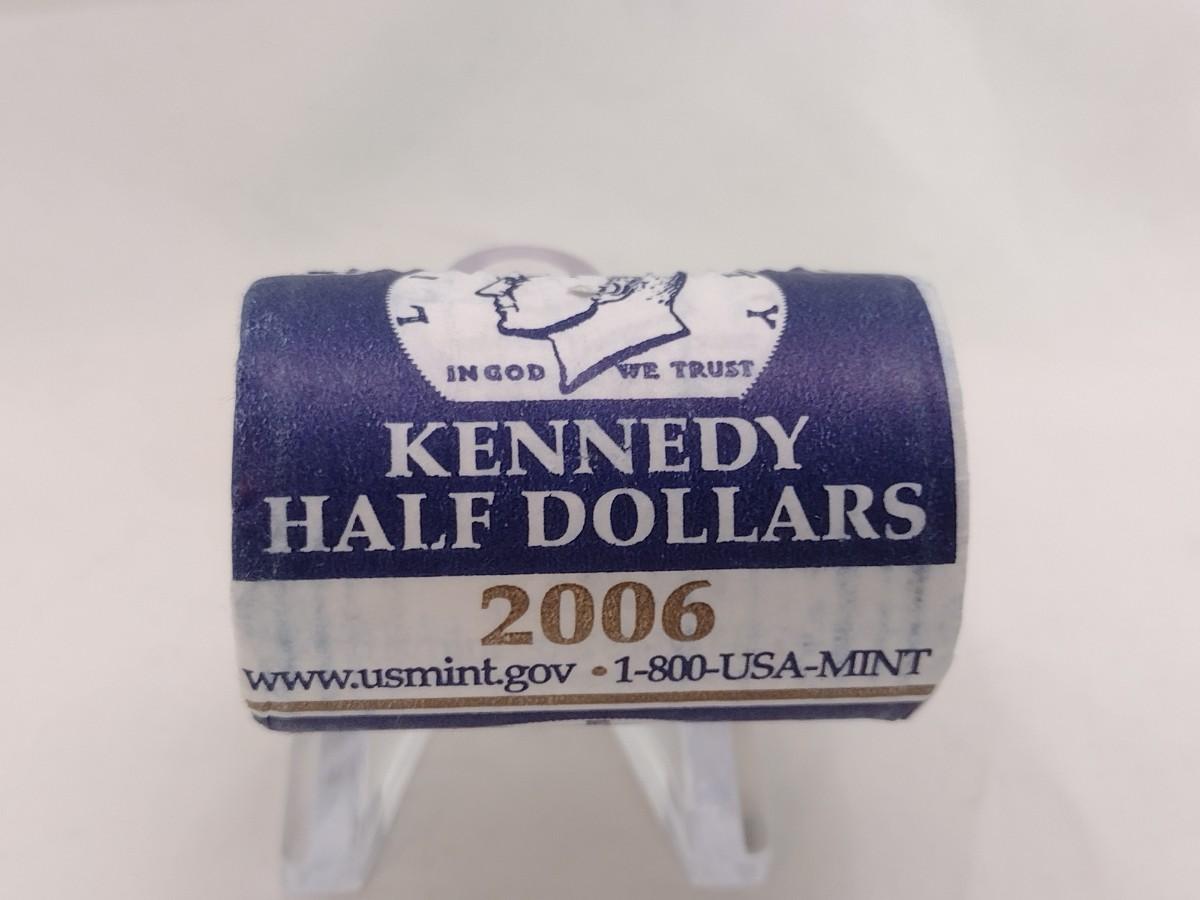 L Y
IN GOD WE TRUST
KENNEDY
HALF DOLLARS
2006
www.usmint.gov • 1-800-USA-MINT